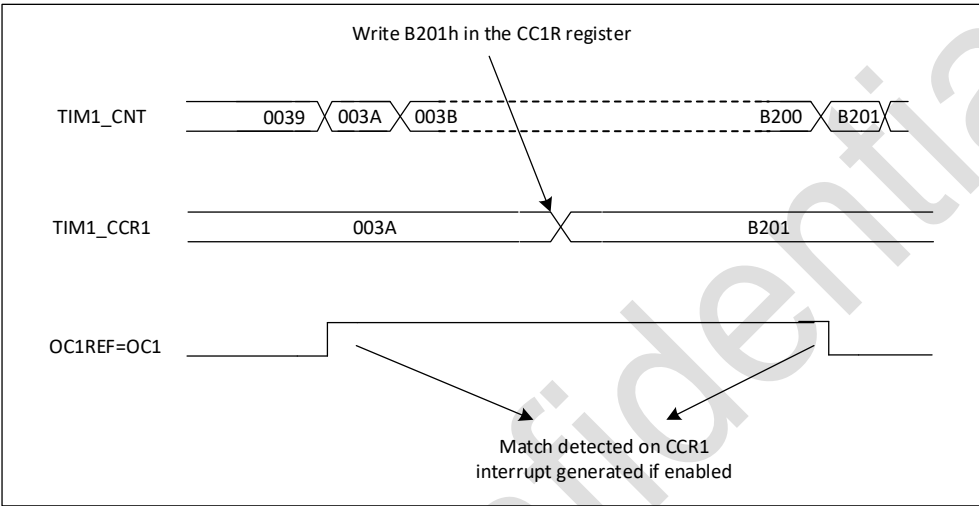 Write B201h in the CC1R register
TIM1_CNT 0039 003A 003B B200 B201
TIM1_CCR1 003A B201
OC1REF=OC1
Match detected on CCR1
interrupt generated if enabled
nfidentia